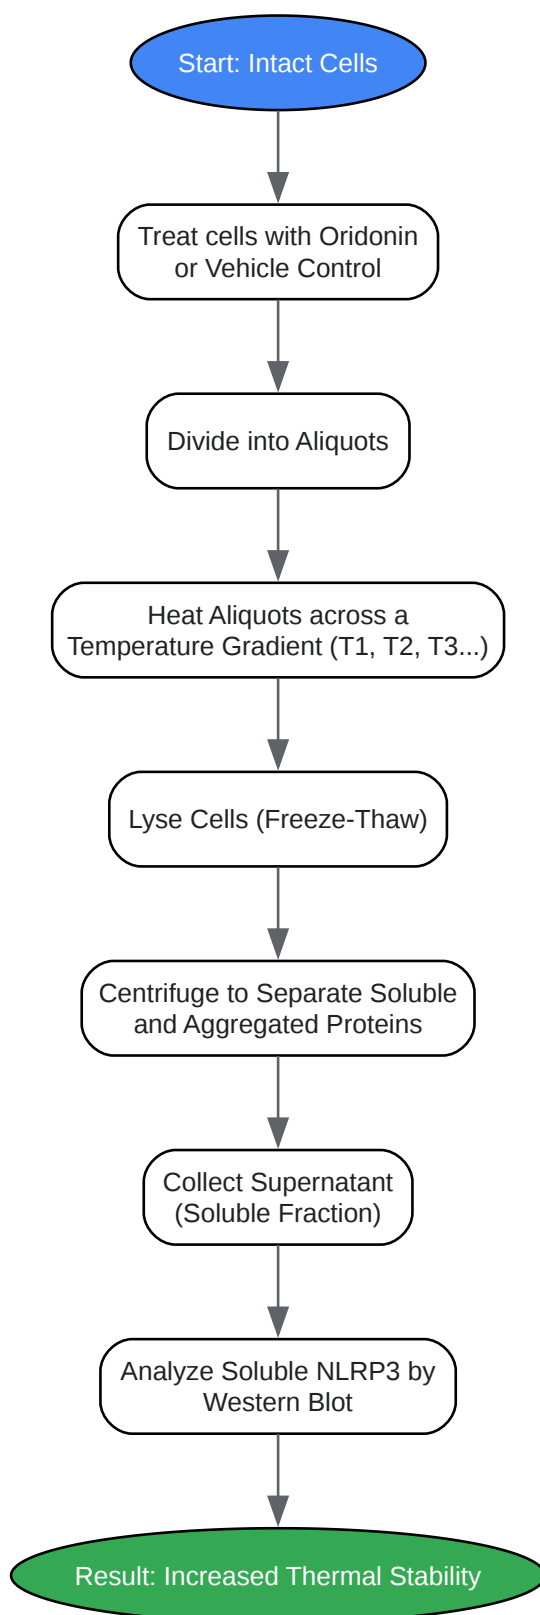 Start: Intact Cells
Treat cells with Oridonin
or Vehicle Control
Divide into Aliquots
Heat Aliquots across a
Temperature Gradient (T1, T2, T3...)
Lyse Cells (Freeze-Thaw)
Centrifuge to Separate Soluble
and Aggregated Proteins
Collect Supernatant
(Soluble Fraction)
Analyze Soluble NLRP3 by
Western Blot
Result: Increased Thermal Stability